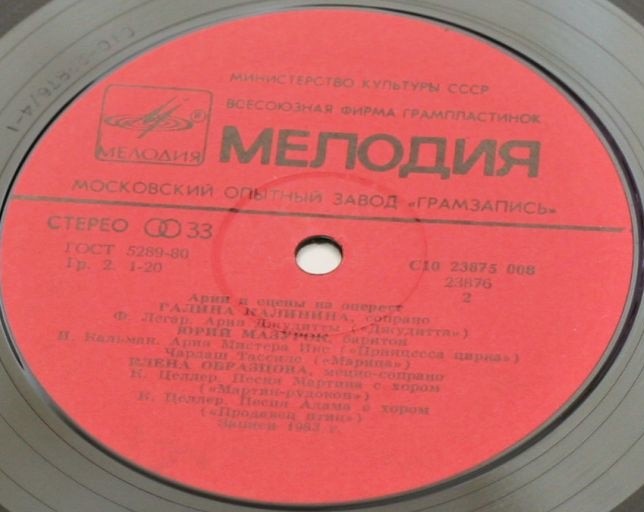 МИНИСТЕРСТВО КУЛЬТУРЫ СССР
ВСЕСОЮЗНАЯ ФИРМА ГРАМПЛАСТИНОК
МЕЛОДИЯ ®
МЕЛОДИЯ
МОСКОВСКИЙ ОПЫТНЫЙ ЗАВОД «ГРАМЗАПИСЬ»
СТЕРЕО 33
ГОСТ 5289-80
Гр. 2. 1-20
С10 23875 008
23876
2
Арии и сцены из оперетт
ГАЛИНА КАЛИНИНА, сопрано
Ф. Легар. Ария Джудитты («Джудитта»)
ЮРИЙ МАЗУРОК, баритон
И. Кальман. Ария Мистера Икс («Принцесса цирка»)
Чардаш Тассило («Марица»)
ЕЛЕНА ОБРАЗЦОВА, меццо-сопрано
К. Целлер. Песня Мартина с хором
(«Мартин-рудокоп»)
К. Целлер. Песня Адама с хором
(«Продавец птиц»)
Записи 1983 г.